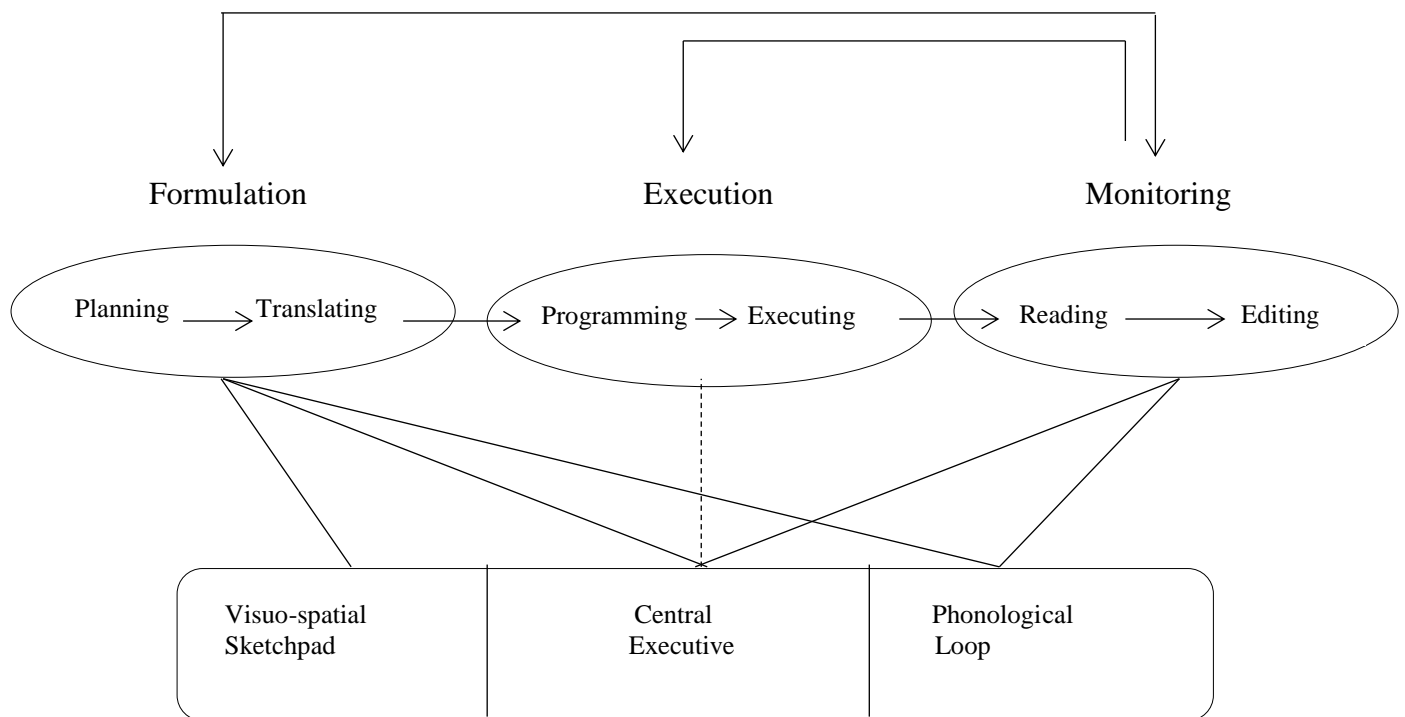 Formulation Execution Monitoring
Planning Translating Programming Executing Reading Editing
Visuo-spatial Central Phonological
Sketchpad Executive Loop